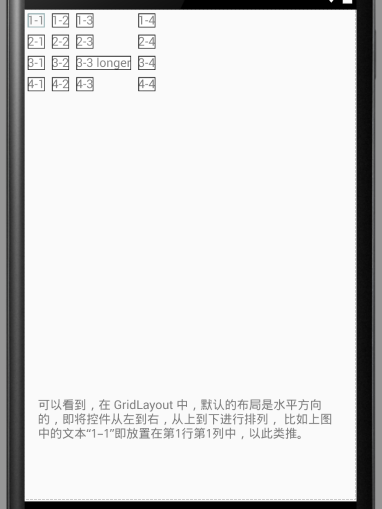 1-1 1-2 1-3 1-4
2-1 2-2 2-3 2-4
3-1 3-2 3-3 longer 3-4
4-1 4-2 4-3 4-4
可以看到，在 GridLayout 中，默认的布局是水平方向
的，即将控件从左到右，从上到下进行排列， 比如上图
中的文本“1–1”即放置在第1行第1列中，以此类推。